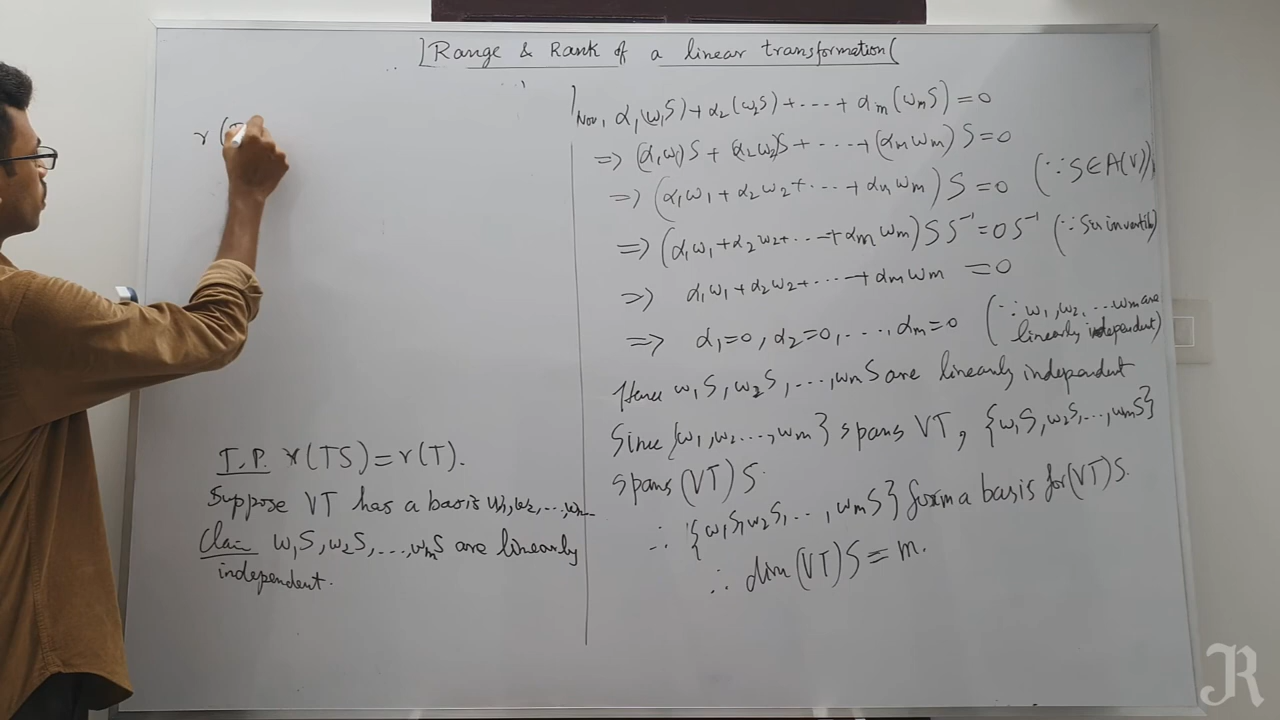 Range & Rank of a linear transformation
r (T
T.P. r(TS) = r(T).
Suppose VT has a basis w₁, w₂, ..., wₘ
Claim w₁S, w₂S, ..., wₘS are linearly
independent.
Now, α₁(w₁S) + α₂(w₂S) + ---- + αm(wmS) = 0
=> (α₁w₁)S + (α₂w₂)S + ---- + (αmwm) S = 0
=> (α₁w₁ + α₂w₂ + ---- + αmwm) S = 0 (∵ S ∈ A(V))
=> (α₁w₁ + α₂w₂ + ---- + αm wm) S S⁻¹ = 0 S⁻¹ (∵ S is invertible)
=> α₁w₁ + α₂w₂ + ---- + αmwm = 0
=> α₁=0, α₂=0, ----, αm=0 (∵ w₁, w₂, ... wm are
linearly independent)
Hence w₁S, w₂S, ---, wmS are linearly independent
Since {w₁, w₂ ..., wm} spans VT, {w₁S, w₂S, ..., wmS}
spans (VT) S.
∴ {w₁S, w₂S, ..., wmS} form a basis for (VT) S.
∴ dim (VT) S = m.
R